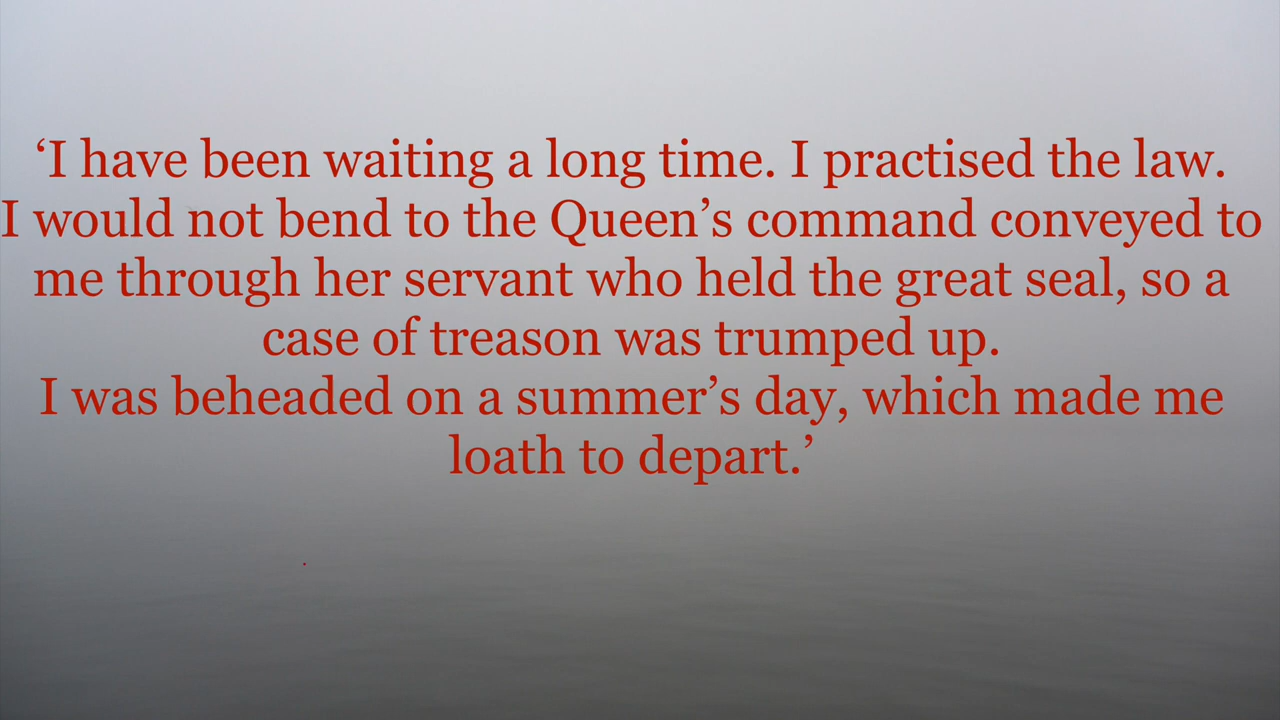 ‘I have been waiting a long time. I practised the law.
I would not bend to the Queen’s command conveyed to
me through her servant who held the great seal, so a
case of treason was trumped up.
I was beheaded on a summer’s day, which made me
loath to depart.’